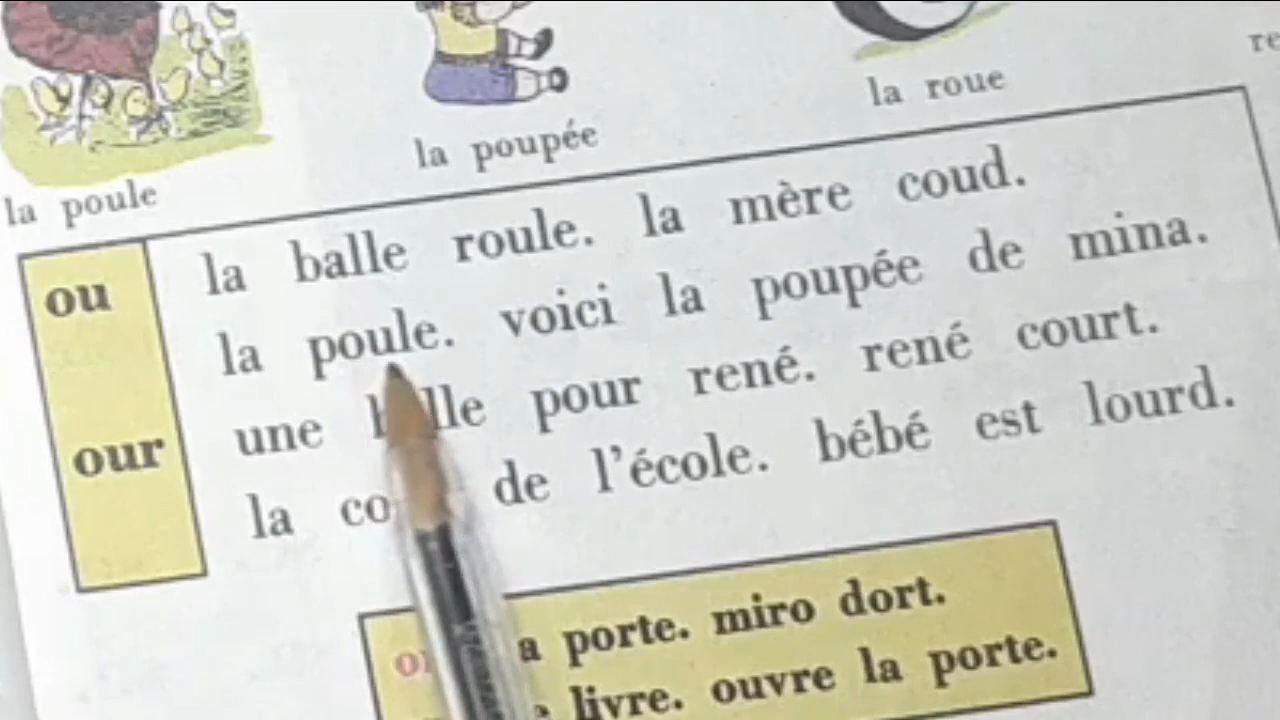 la poule
la poupée
la roue
re
ou
la balle roule. la mère coud.
la poule. voici la poupée de mina.
our
une balle pour rené. rené court.
la de l'école. bébé est lourd.
porte. miro dort.
livre. ouvre la porte.